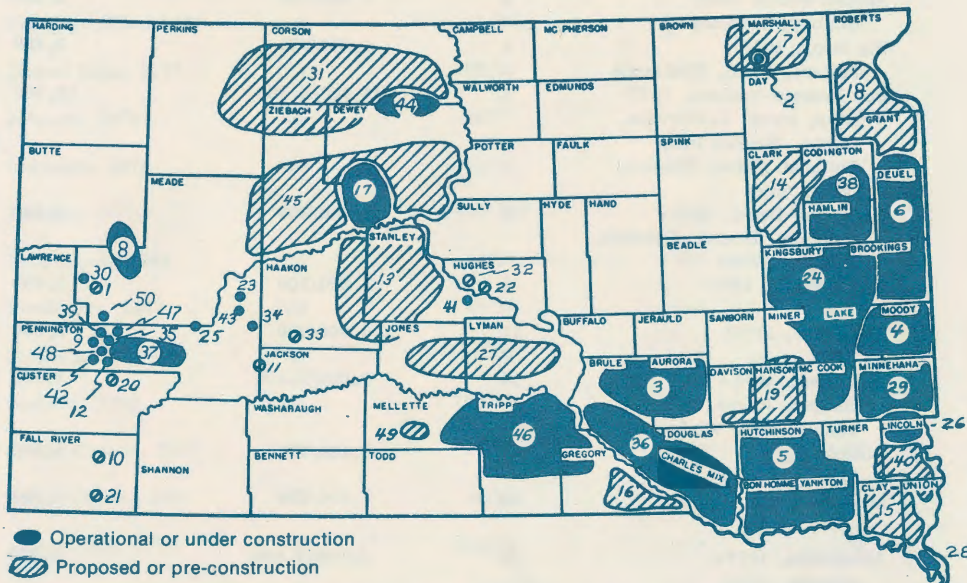 HARDING
PERKINS
CORSON
CAMPBELL
MC PHERSON
BROWN
MARSHALL
ROBERTS
7
31
WALWORTH
EDMUNDS
DAY
2
18
ZIEBACH
DEWEY
44
GRANT
BUTTE
MEADE
POTTER
FAULK
SPINK
CLARK
CODINGTON
14
38
DEUEL
45
17
HAMLIN
6
SULLY
HYDE
HAND
STANLEY
BEADLE
KINGSBURY
BROOKINGS
8
LAWRENCE
HAAKON
13
HUGHES
32
22
41
24
30
1
23
43
34
33
50
39
47
25
PENNINGTON
9
35
37
48
JONES
LYMAN
27
BUFFALO
JERAULD
SANBORN
MINER
LAKE
MOODY
4
CUSTER
42
12
20
JACKSON
11
BRULE
AURORA
3
DAVISON
HANSON
19
MC COOK
MINNEHAHA
29
WASHABAUGH
MELLETTE
49
TRIPP
46
DOUGLAS
HUTCHINSON
TURNER
LINCOLN
26
FALL RIVER
10
SHANNON
BENNETT
TODD
GREGORY
36
CHARLES MIX
5
40
21
16
BON HOMME
YANKTON
CLAY
UNION
15
28
Operational or under construction
Proposed or pre-construction